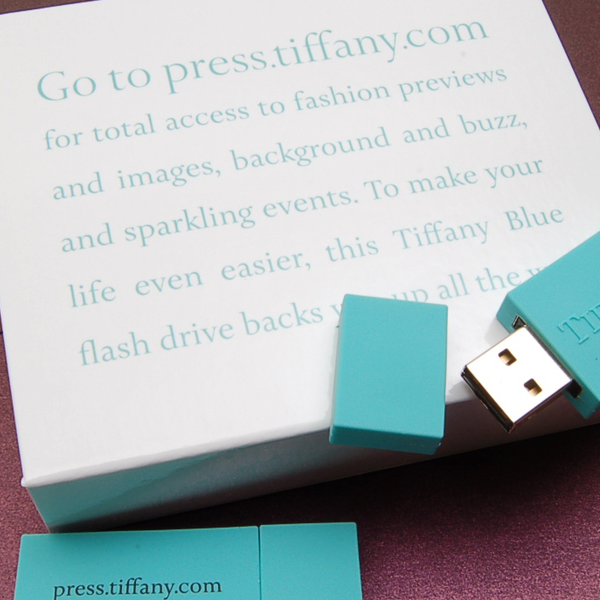 Go to press.tiffany.com
for total access to fashion previews
and images, background and buzz,
and sparkling events. To make your
life even easier, this Tiffany Blue
flash drive backs up all the
press.tiffany.com